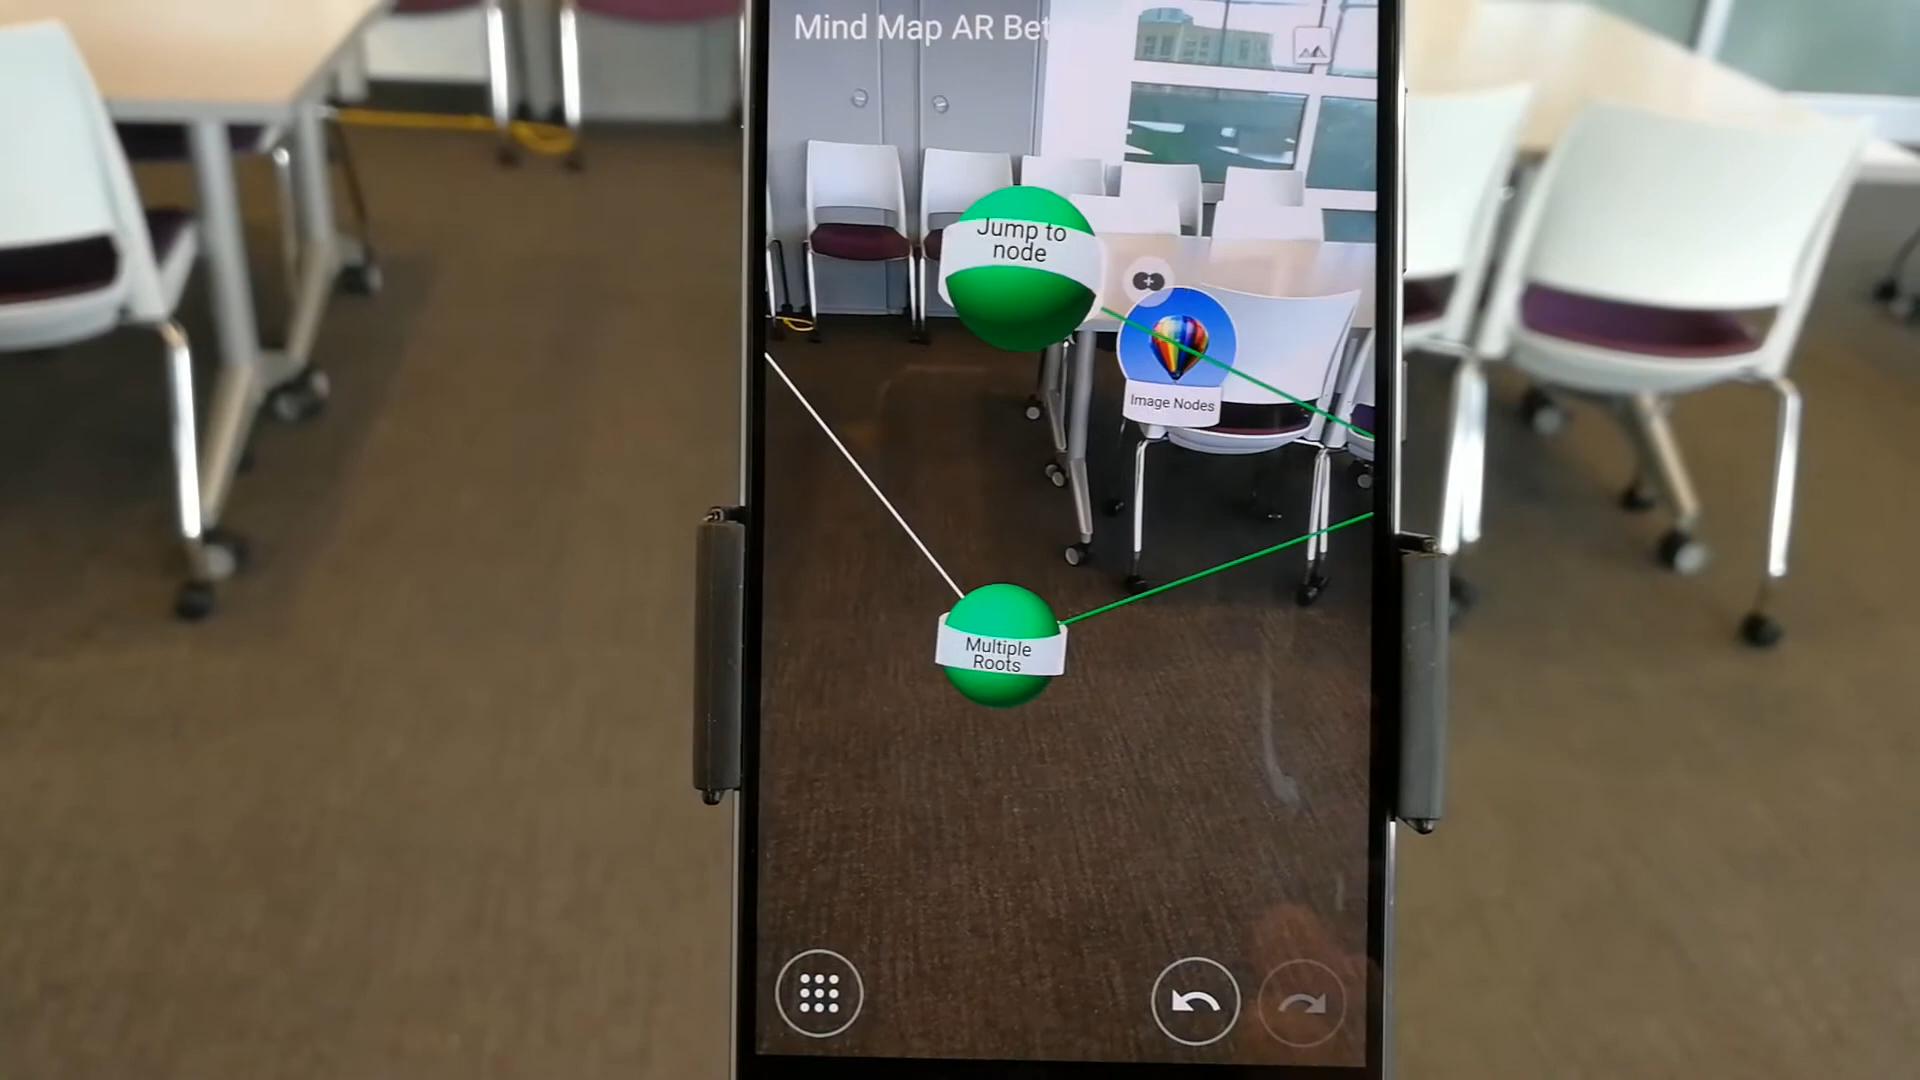 Mind Map AR Bet
Jump to
node
Image Nodes
Multiple
Roots